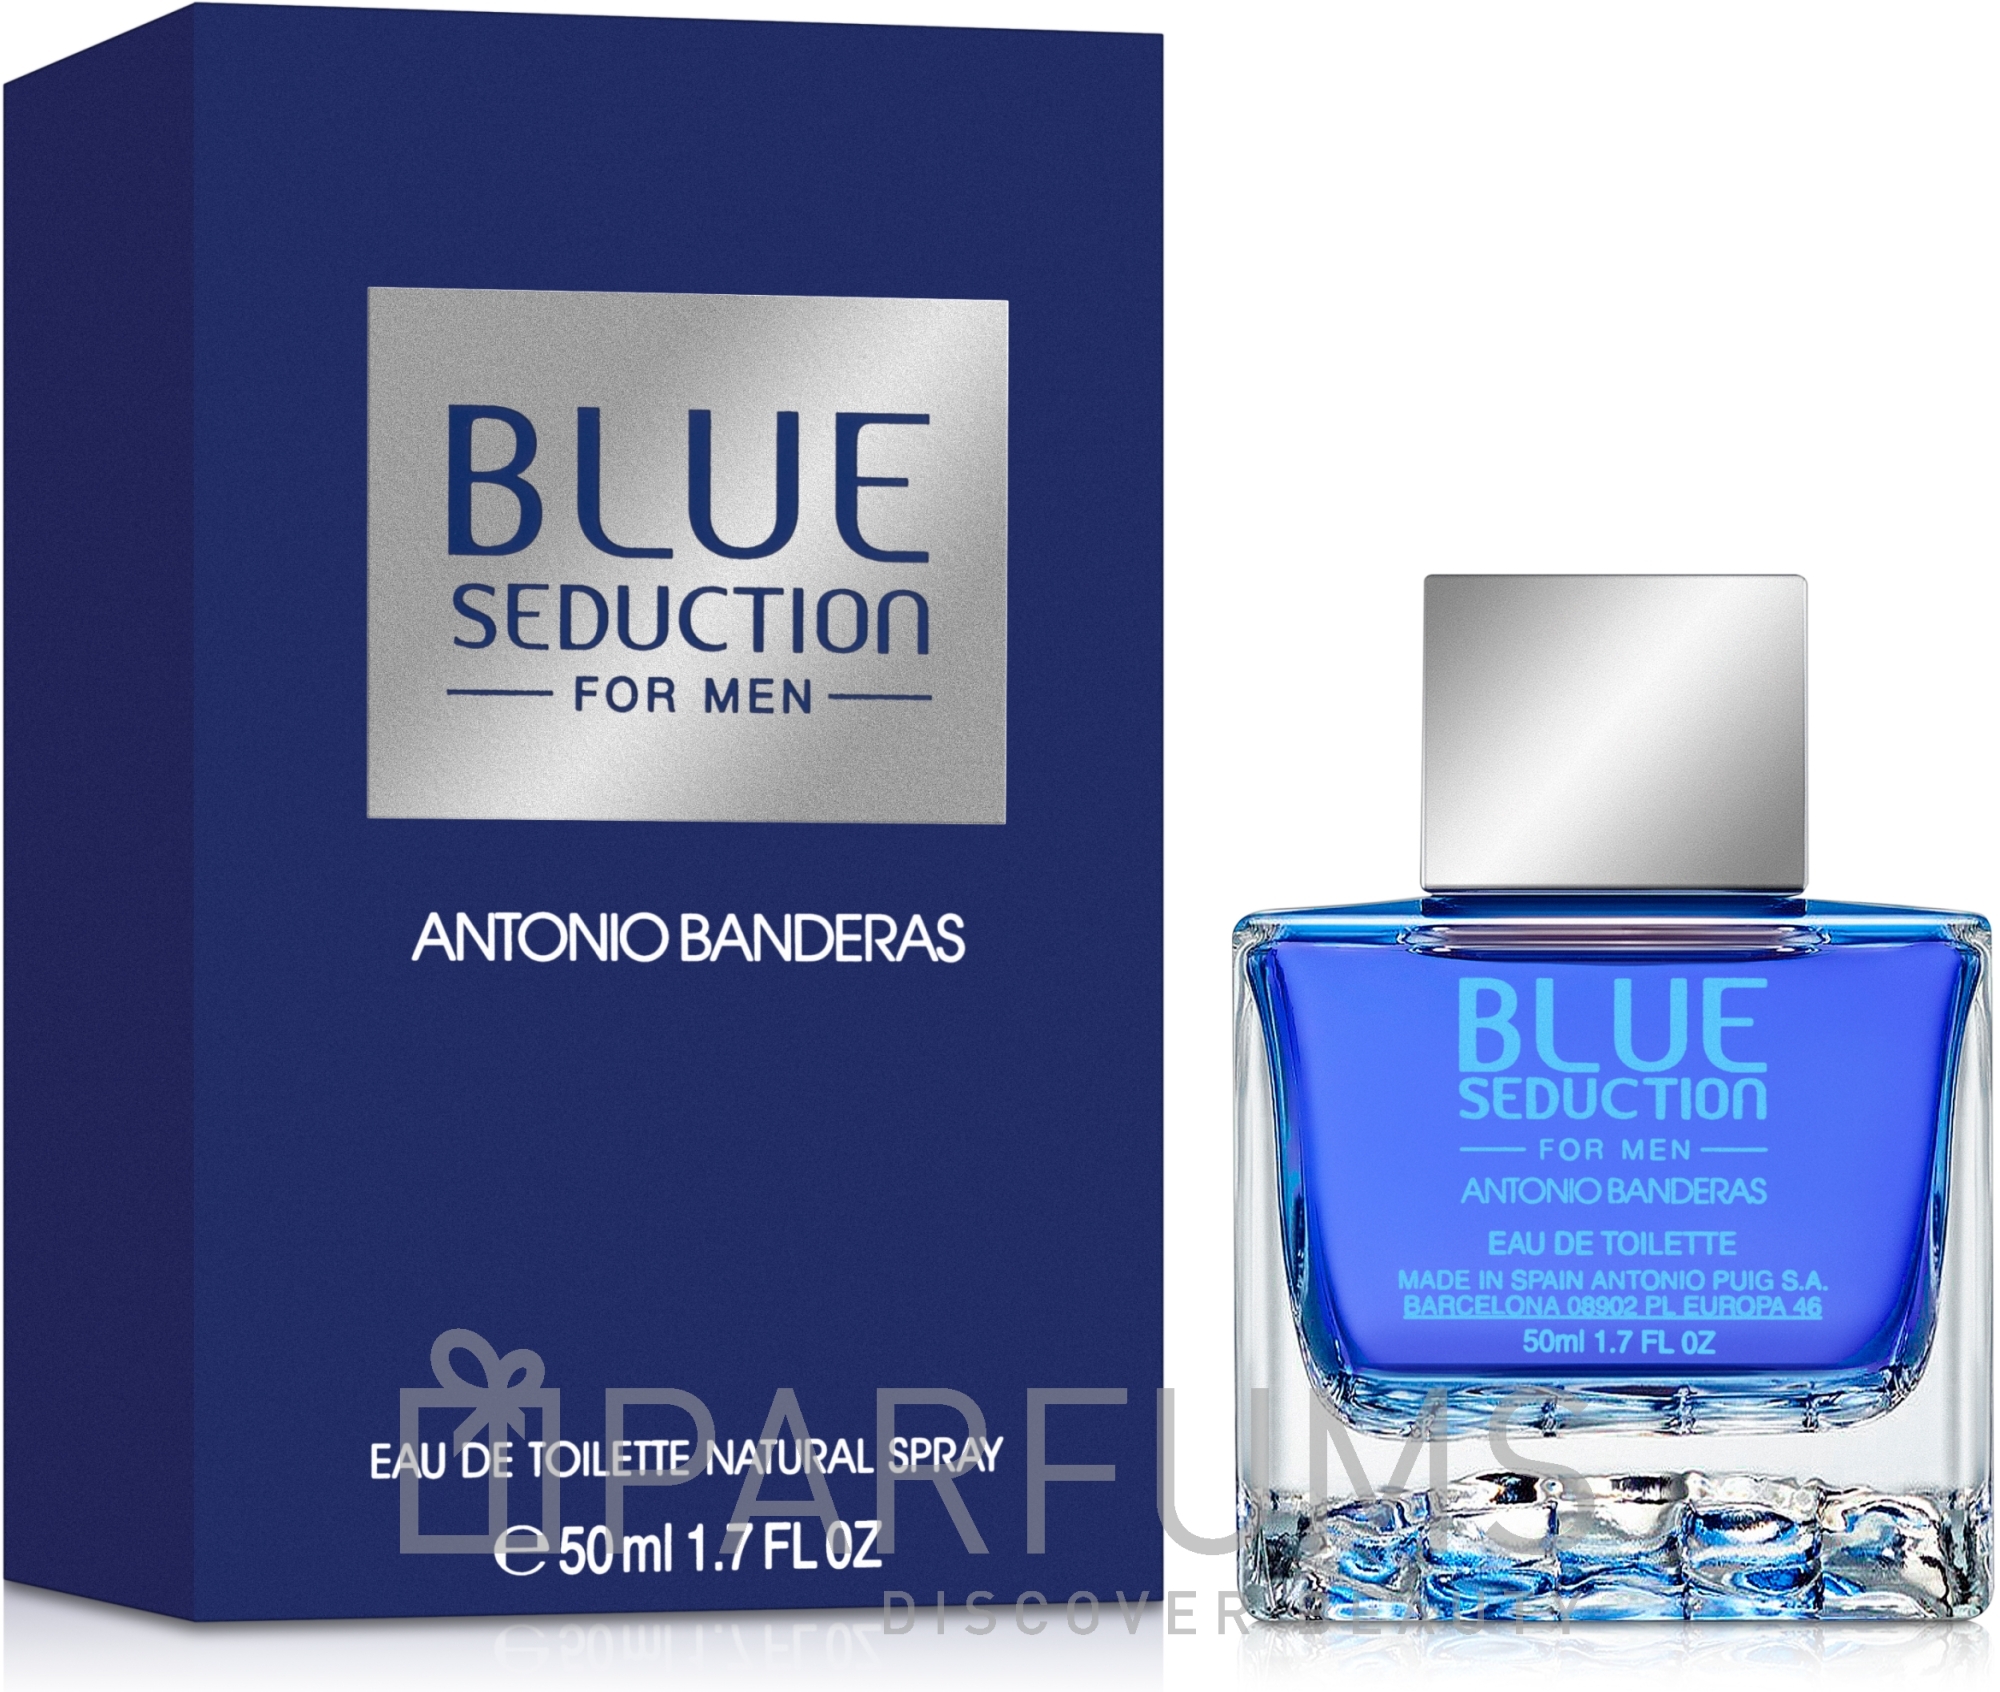 BLUE
SEDUCTION
FOR MEN
ANTONIO BANDERAS
EAU DE TOILETTE NATURAL SPRAY
℮ 50 ml 1.7 FL OZ
BLUE
SEDUCTION
FOR MEN
ANTONIO BANDERAS
EAU DE TOILETTE
MADE IN SPAIN ANTONIO PUIG S.A.
BARCELONA 08902 PL EUROPA 46
50ml 1.7 FL OZ
PARFUMS
DISCOVER BEAUTY